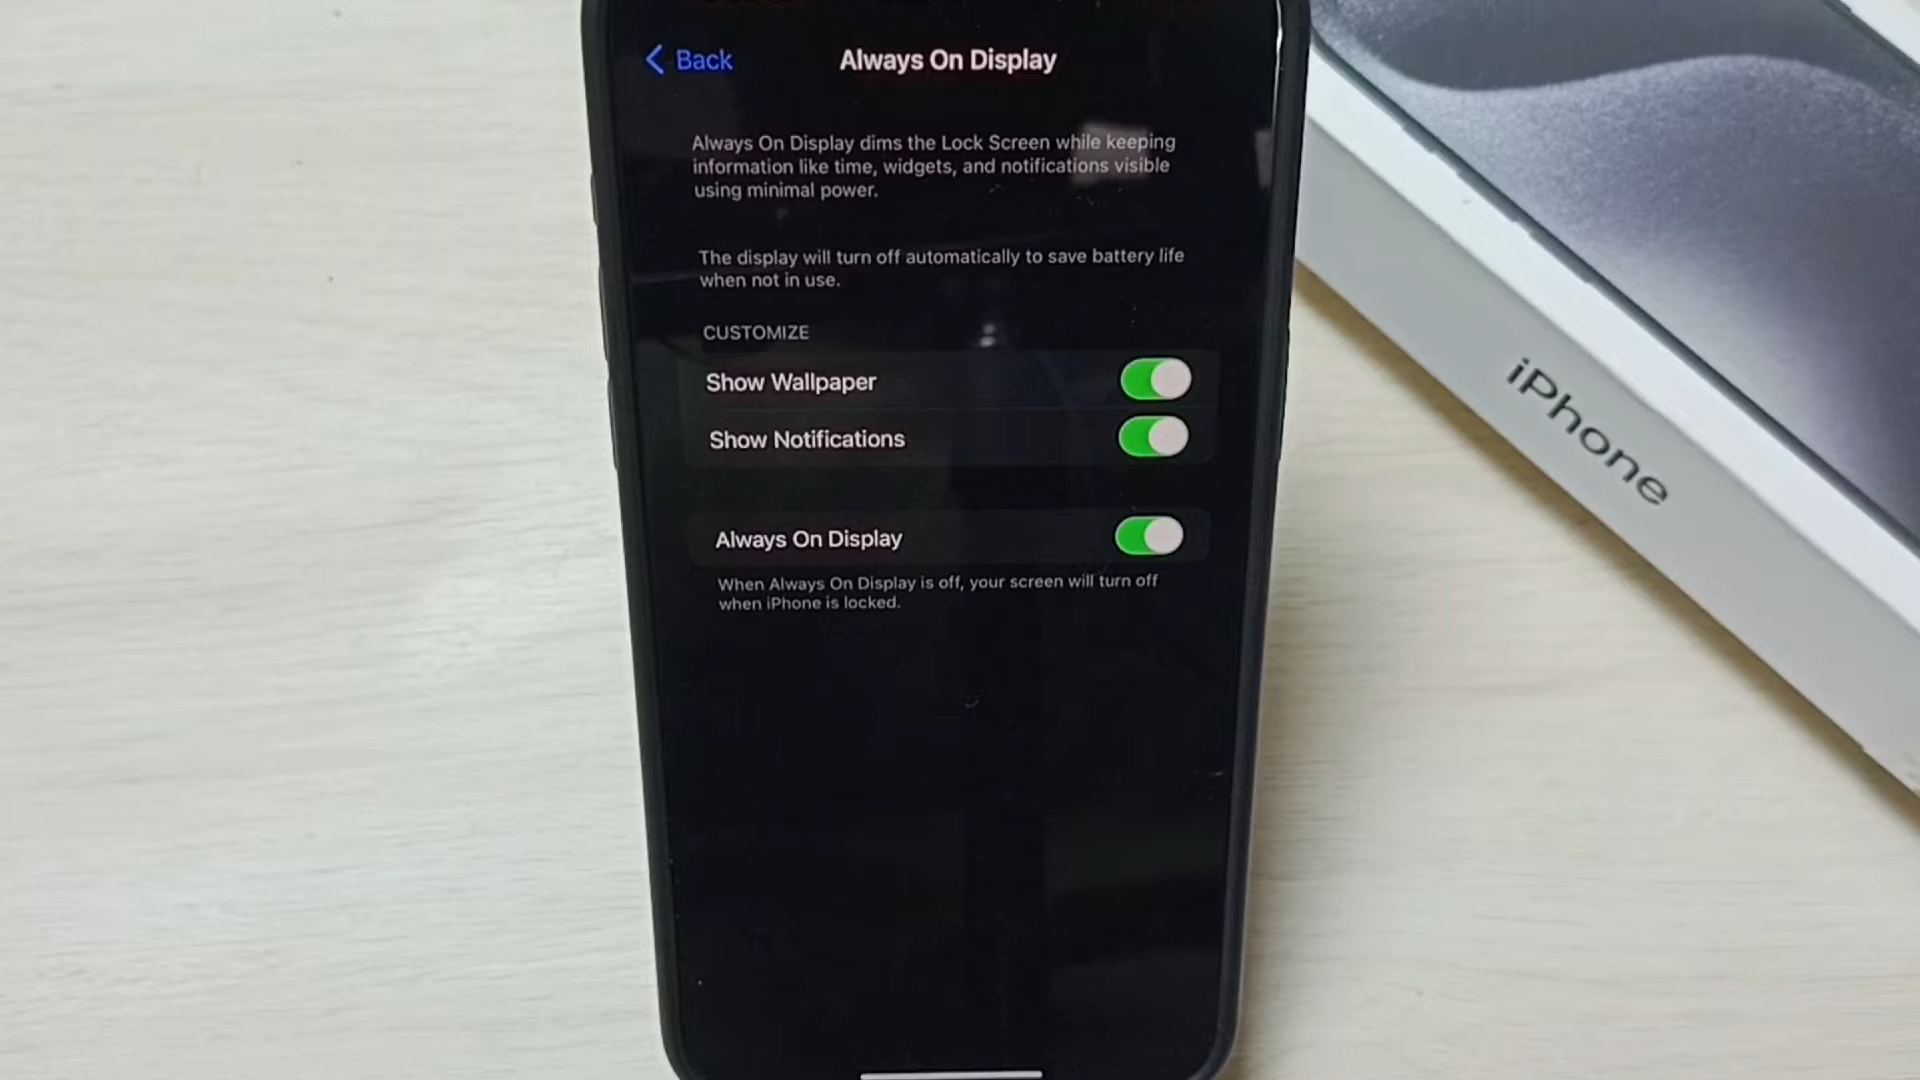 Back
Always On Display
Always On Display dims the Lock Screen while keeping
information like time, widgets, and notifications visible
using minimal power.
The display will turn off automatically to save battery life
when not in use.
CUSTOMIZE
Show Wallpaper
Show Notifications
Always On Display
When Always On Display is off, your screen will turn off
when iPhone is locked.
iPhone